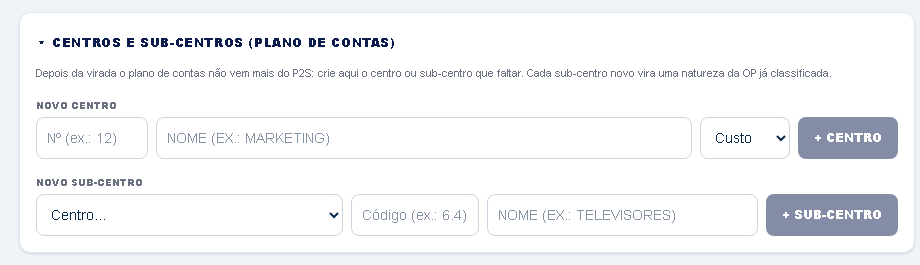 CENTROS E SUB-CENTROS (PLANO DE CONTAS)
Depois da virada o plano de contas não vem mais do P2S: crie aqui o centro ou sub-centro que faltar. Cada sub-centro novo vira uma natureza da OP já classificada.
NOVO CENTRO
Nº (ex.: 12) NOME (EX.: MARKETING) Custo + CENTRO
NOVO SUB-CENTRO
Centro... Código (ex.: 6.4) NOME (EX.: TELEVISORES) + SUB-CENTRO